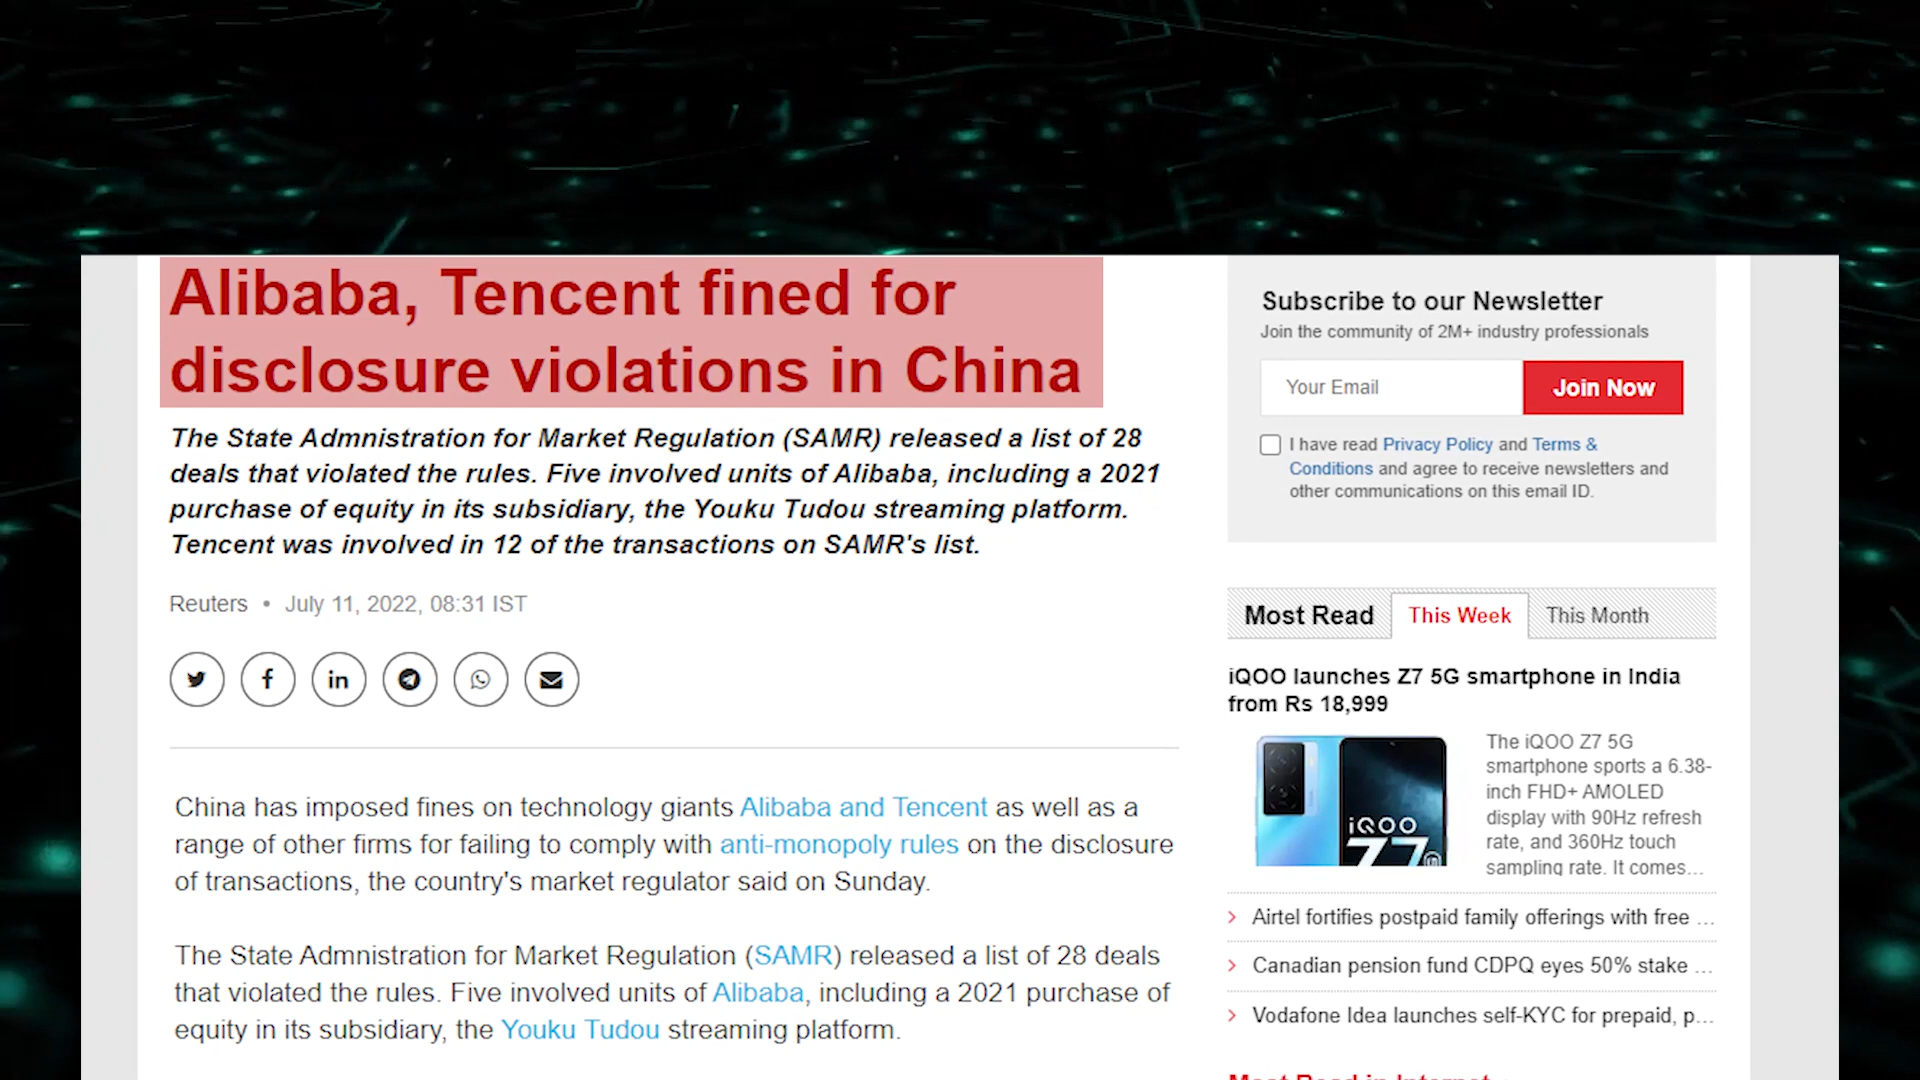 Alibaba, Tencent fined for
disclosure violations in China
The State Admnistration for Market Regulation (SAMR) released a list of 28
deals that violated the rules. Five involved units of Alibaba, including a 2021
purchase of equity in its subsidiary, the Youku Tudou streaming platform.
Tencent was involved in 12 of the transactions on SAMR's list.
Reuters • July 11, 2022, 08:31 IST
China has imposed fines on technology giants Alibaba and Tencent as well as a
range of other firms for failing to comply with anti-monopoly rules on the disclosure
of transactions, the country's market regulator said on Sunday.
The State Admnistration for Market Regulation (SAMR) released a list of 28 deals
that violated the rules. Five involved units of Alibaba, including a 2021 purchase of
equity in its subsidiary, the Youku Tudou streaming platform.
Subscribe to our Newsletter
Join the community of 2M+ industry professionals
Your Email
Join Now
I have read Privacy Policy and Terms &
Conditions and agree to receive newsletters and
other communications on this email ID.
Most Read
This Week
This Month
iQOO launches Z7 5G smartphone in India
from Rs 18,999
iQOO
Z7
The iQOO Z7 5G
smartphone sports a 6.38-
inch FHD+ AMOLED
display with 90Hz refresh
rate, and 360Hz touch
sampling rate. It comes...
Airtel fortifies postpaid family offerings with free ...
Canadian pension fund CDPQ eyes 50% stake ...
Vodafone Idea launches self-KYC for prepaid, p...
Most Read in Internet